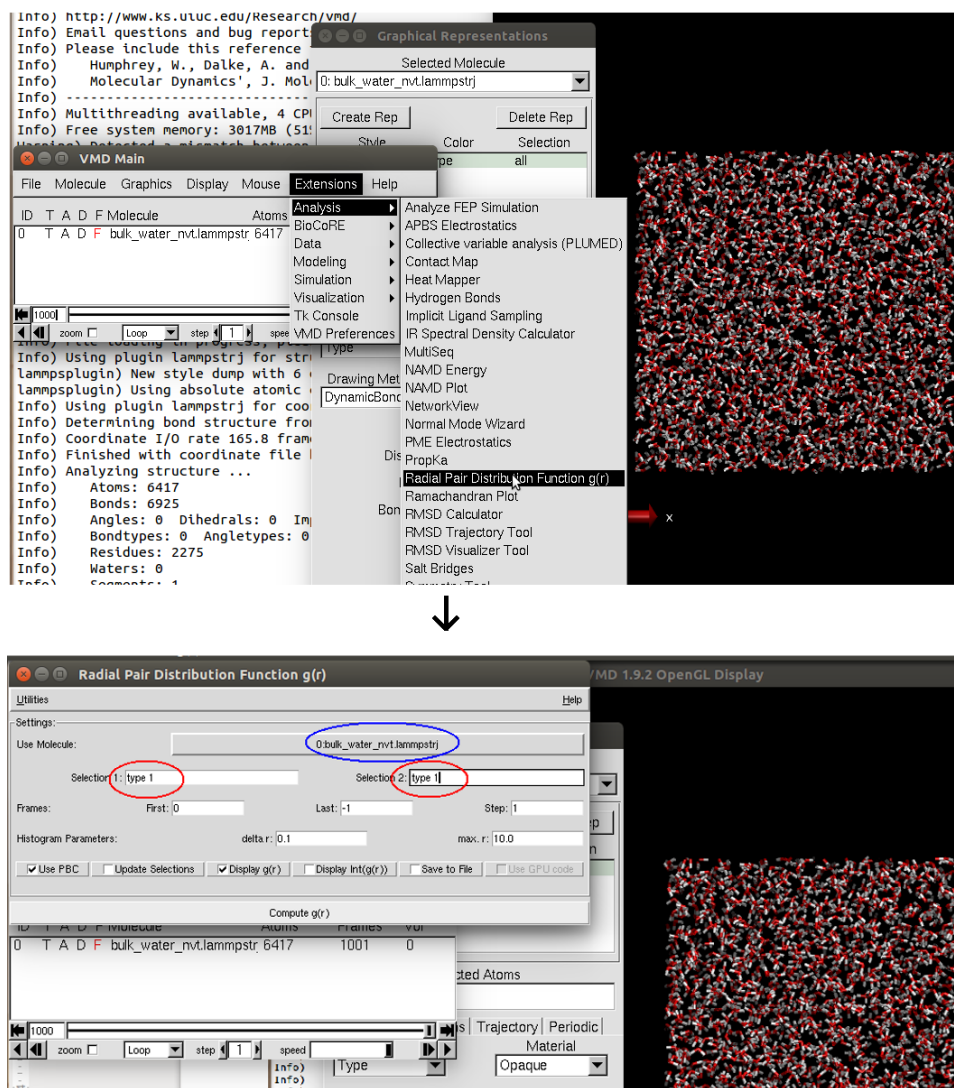 Info) http://www.ks.uiuc.edu/Research/vmd/
Info) Email questions and bug report
Info) Please include this reference
Info) Humphrey, W., Dalke, A. and
Info) Molecular Dynamics', J. Mol
Info) ------------------------------
Info) Multithreading available, 4 CP
Info) Free system memory: 3017MB (51
Graphical Representations
Selected Molecule
0: bulk_water_nvt.lammpstrj
Create Rep
Delete Rep
Style Color Selection
all
VMD Main
File Molecule Graphics Display Mouse Extensions Help
ID T A D F Molecule Atoms
0 T A D F bulk_water_nvt.lammpstr 6417
1000
zoom Loop step 1 spee
Analysis
BioCoRE
Data
Modeling
Simulation
Visualization
Tk Console
VMD Preferences
Analyze FEP Simulation
APBS Electrostatics
Collective variable analysis (PLUMED)
Contact Map
Heat Mapper
Hydrogen Bonds
Implicit Ligand Sampling
IR Spectral Density Calculator
MultiSeq
NAMD Energy
NAMD Plot
NetworkView
Normal Mode Wizard
PME Electrostatics
PropKa
Radial Pair Distribution Function g(r)
Ramachandran Plot
RMSD Calculator
RMSD Trajectory Tool
RMSD Visualizer Tool
Salt Bridges
Symmetry Tool
Type
Drawing Met
DynamicBond
Dis
Bon
Info) Using plugin lammpstrj for str
lammpsplugin) New style dump with 6
lammpsplugin) Using absolute atomic
Info) Using plugin lammpstrj for coo
Info) Determining bond structure fro
Info) Coordinate I/O rate 165.8 fram
Info) Finished with coordinate file
Info) Analyzing structure ...
Info) Atoms: 6417
Info) Bonds: 6925
Info) Angles: 0 Dihedrals: 0 Im
Info) Bondtypes: 0 Angletypes: 0
Info) Residues: 2275
Info) Waters: 0
Info) Segments: 1
x
↓
Radial Pair Distribution Function g(r)
VMD 1.9.2 OpenGL Display
Utilities Help
Settings:
Use Molecule: 0:bulk_water_nvt.lammpstrj
Selection 1: type 1 Selection 2: type 1
Frames: First: 0 Last: -1 Step: 1
Histogram Parameters: delta r: 0.1 max. r: 10.0
Use PBC Update Selections Display g(r) Display Int(g(r)) Save to File Use GPU code
Compute g(r)
ID T A D F Molecule Atoms Frames Vol
0 T A D F bulk_water_nvt.lammpstr 6417 1001 0
cted Atoms
1000
zoom Loop step 1 speed
Trajectory Periodic
Material
Type Opaque
Info)
Info)